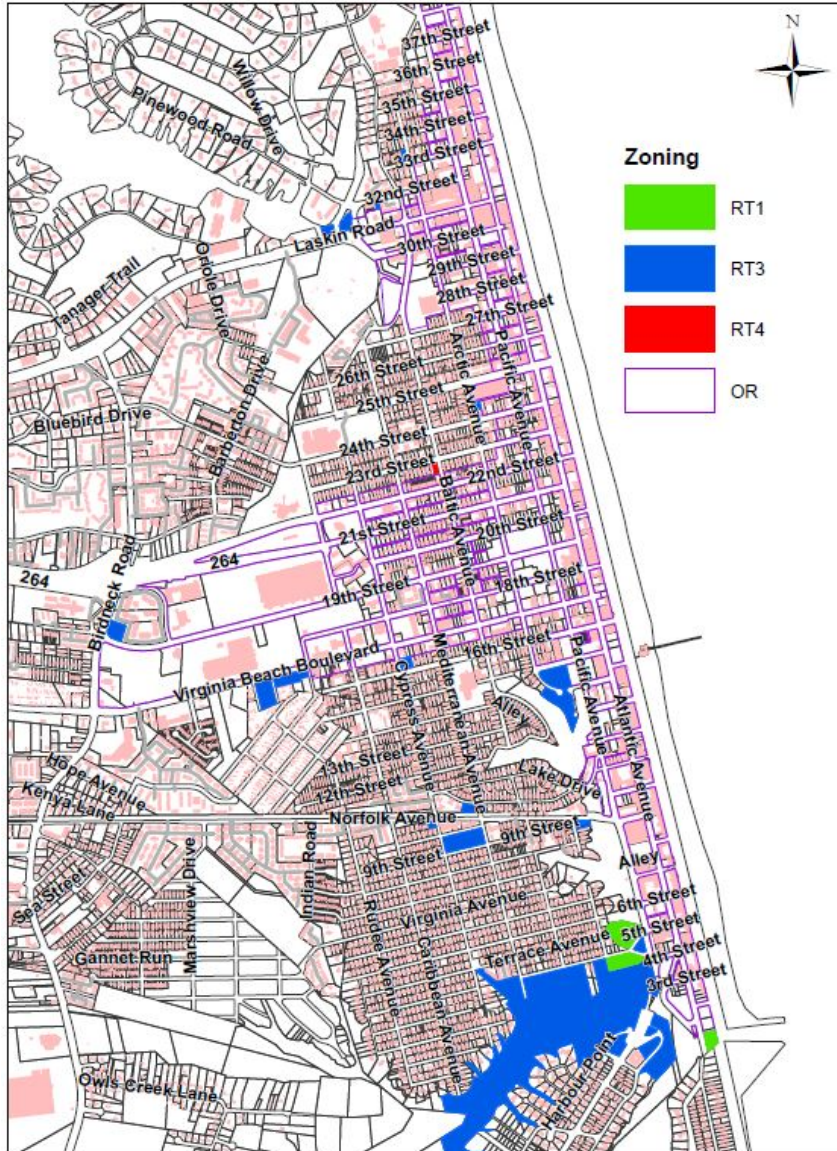 N
37th Street
36th Street
35th Street
34th Street
33rd Street
32nd Street
Willow Drive
Pinewood Road
Zoning
RT1
RT3
RT4
OR
Laskin Road
30th Street
29th Street
28th Street
27th Street
Tanager Trail
Oriole Drive
26th Street
25th Street
Arctic Avenue
Pacific Avenue
Bluebird Drive
Barberton Drive
24th Street
23rd Street
22nd Street
21st Street
20th Street
Baltic Avenue
264
264
Birdneck Road
19th Street
18th Street
Virginia Beach Boulevard
16th Street
Mediterranean Avenue
Cypress Avenue
Pacific Avenue
Atlantic Avenue
Alley
13th Street
12th Street
Lake Drive
Hope Avenue
Kenya Lane
Norfolk Avenue
9th Street
9th Street
Alley
Seal Street
Marshview Drive
Indian Road
Rudee Avenue
Virginia Avenue
Caribbean Avenue
6th Street
5th Street
4th Street
3rd Street
Terrace Avenue
Gannet Run
Owls Creek Lane
Harbour Point